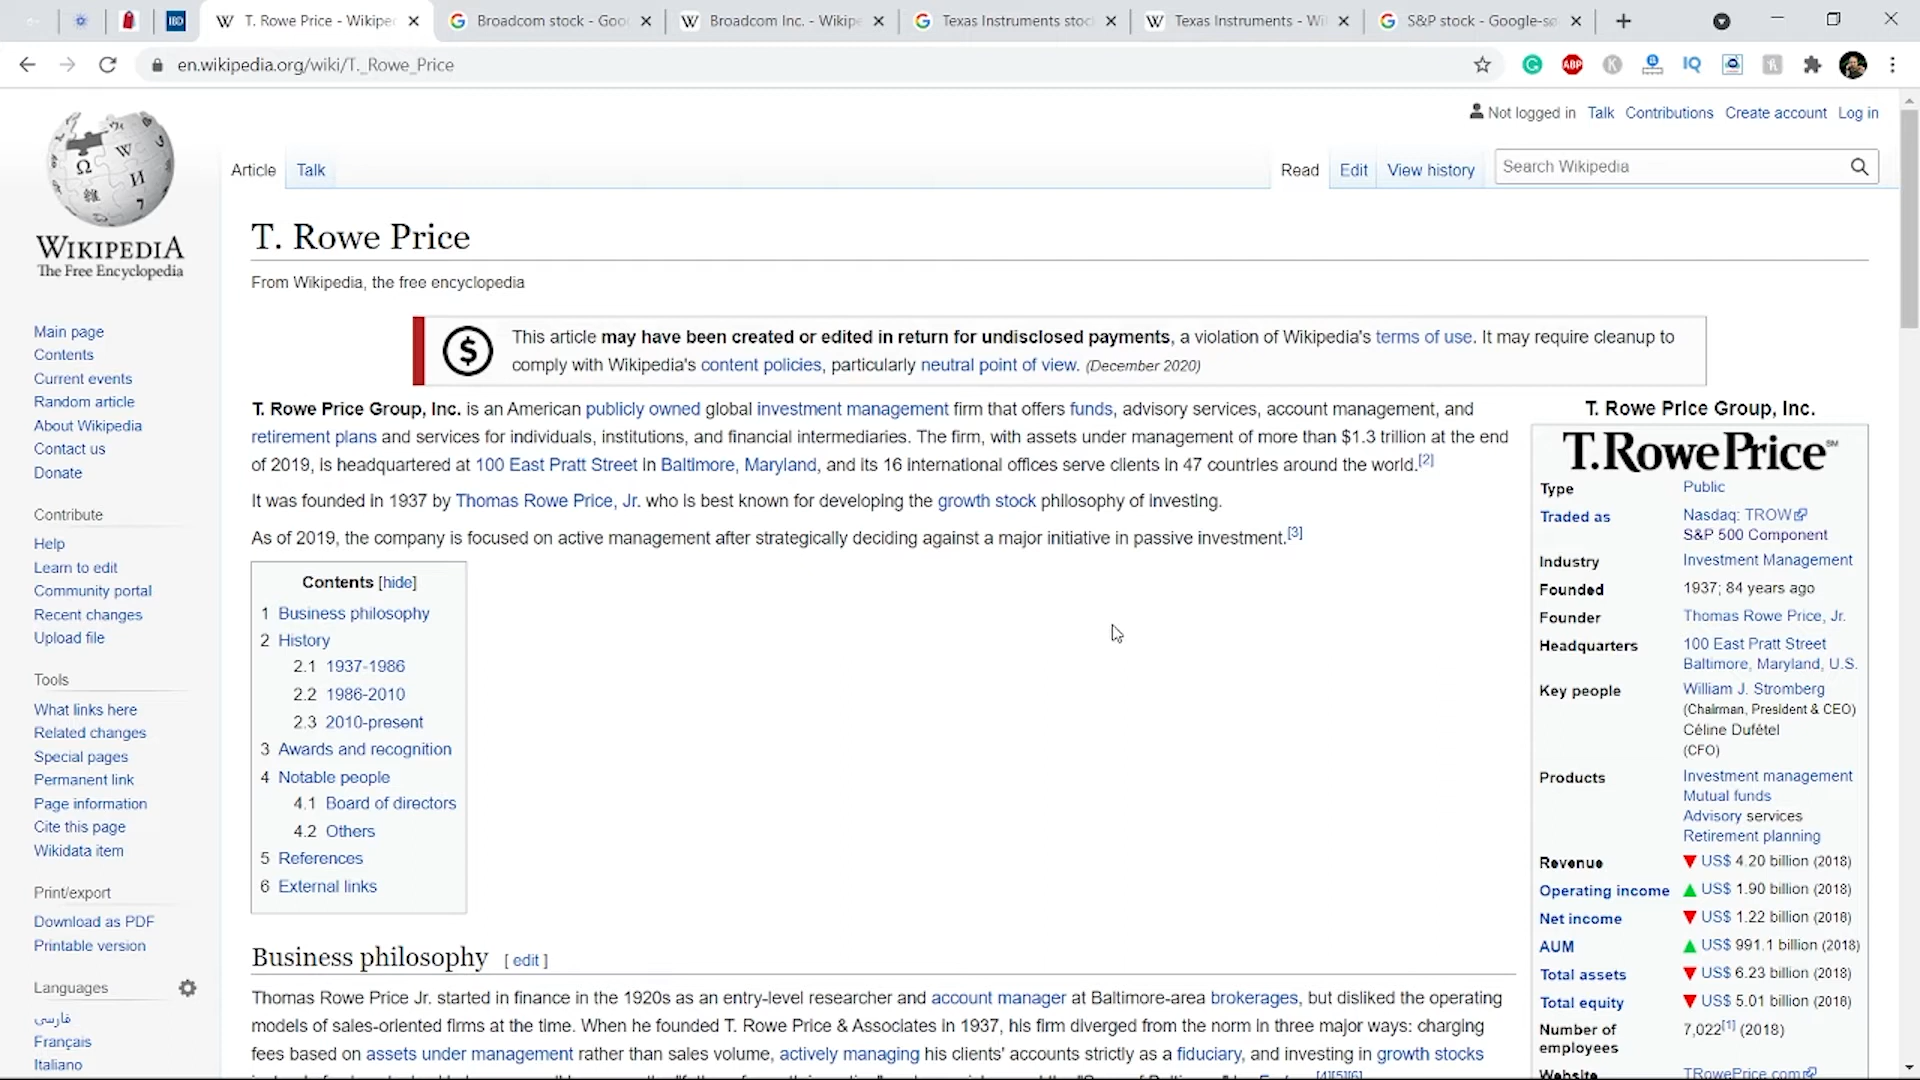 IBD
T. Rowe Price - Wikipe
Broadcom stock - Goo
Broadcom Inc. - Wikipe
Texas Instruments stoc
Texas Instruments - Wi
S&P stock - Google-sø
en.wikipedia.org/wiki/T._Rowe_Price
ABP
IQ
Not logged in Talk Contributions Create account Log in
Article Talk
Read Edit View history
Search Wikipedia
WIKIPEDIA
The Free Encyclopedia
Main page
Contents
Current events
Random article
About Wikipedia
Contact us
Donate
Contribute
Help
Learn to edit
Community portal
Recent changes
Upload file
Tools
What links here
Related changes
Special pages
Permanent link
Page information
Cite this page
Wikidata item
Print/export
Download as PDF
Printable version
Languages
فارسی
Français
Italiano
T. Rowe Price
From Wikipedia, the free encyclopedia
This article may have been created or edited in return for undisclosed payments, a violation of Wikipedia's terms of use. It may require cleanup to
comply with Wikipedia's content policies, particularly neutral point of view. (December 2020)
T. Rowe Price Group, Inc. is an American publicly owned global investment management firm that offers funds, advisory services, account management, and
retirement plans and services for individuals, institutions, and financial intermediaries. The firm, with assets under management of more than $1.3 trillion at the end
of 2019, is headquartered at 100 East Pratt Street in Baltimore, Maryland, and its 16 international offices serve clients in 47 countries around the world.[2]
It was founded in 1937 by Thomas Rowe Price, Jr. who is best known for developing the growth stock philosophy of investing.
As of 2019, the company is focused on active management after strategically deciding against a major initiative in passive investment.[3]
Contents [hide]
1 Business philosophy
2 History
2.1 1937-1986
2.2 1986-2010
2.3 2010-present
3 Awards and recognition
4 Notable people
4.1 Board of directors
4.2 Others
5 References
6 External links
Business philosophy [ edit ]
Thomas Rowe Price Jr. started in finance in the 1920s as an entry-level researcher and account manager at Baltimore-area brokerages, but disliked the operating
models of sales-oriented firms at the time. When he founded T. Rowe Price & Associates in 1937, his firm diverged from the norm in three major ways: charging
fees based on assets under management rather than sales volume, actively managing his clients' accounts strictly as a fiduciary, and investing in growth stocks
T. Rowe Price Group, Inc.
T.RowePrice SM
Type Public
Traded as Nasdaq: TROW
S&P 500 Component
Industry Investment Management
Founded 1937; 84 years ago
Founder Thomas Rowe Price, Jr.
Headquarters 100 East Pratt Street
Baltimore, Maryland, U.S.
Key people William J. Stromberg
(Chairman, President & CEO)
Céline Dufétel
(CFO)
Products Investment management
Mutual funds
Advisory services
Retirement planning
Revenue US$ 4.20 billion (2018)
Operating income US$ 1.90 billion (2018)
Net income US$ 1.22 billion (2018)
AUM US$ 991.1 billion (2018)
Total assets US$ 6.23 billion (2018)
Total equity US$ 5.01 billion (2018)
Number of 7,022[1] (2018)
employees
Website TRowePrice.com